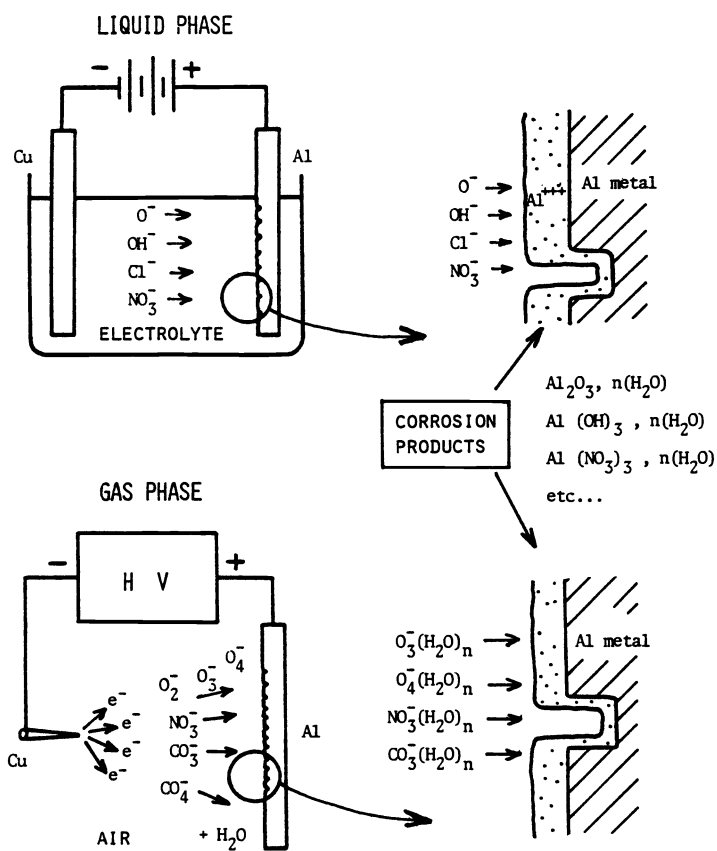 LIQUID PHASE
− +
Cu
Al
O⁻
OH⁻
Cl⁻
NO₃⁻
ELECTROLYTE
O⁻
OH⁻
Cl⁻
NO₃⁻
Al⁺⁺⁺
Al metal
CORROSION
PRODUCTS
Al₂O₃, n(H₂O)
Al (OH)₃ , n(H₂O)
Al (NO₃)₃ , n(H₂O)
etc...
GAS PHASE
− +
H V
Cu
e⁻
e⁻
e⁻
e⁻
O₂⁻ O₃⁻ O₄⁻
NO₃⁻
CO₃⁻
CO₄⁻
Al
AIR
+ H₂O
O₃⁻(H₂O)ₙ
O₄⁻(H₂O)ₙ
NO₃⁻(H₂O)ₙ
CO₃⁻(H₂O)ₙ
Al metal